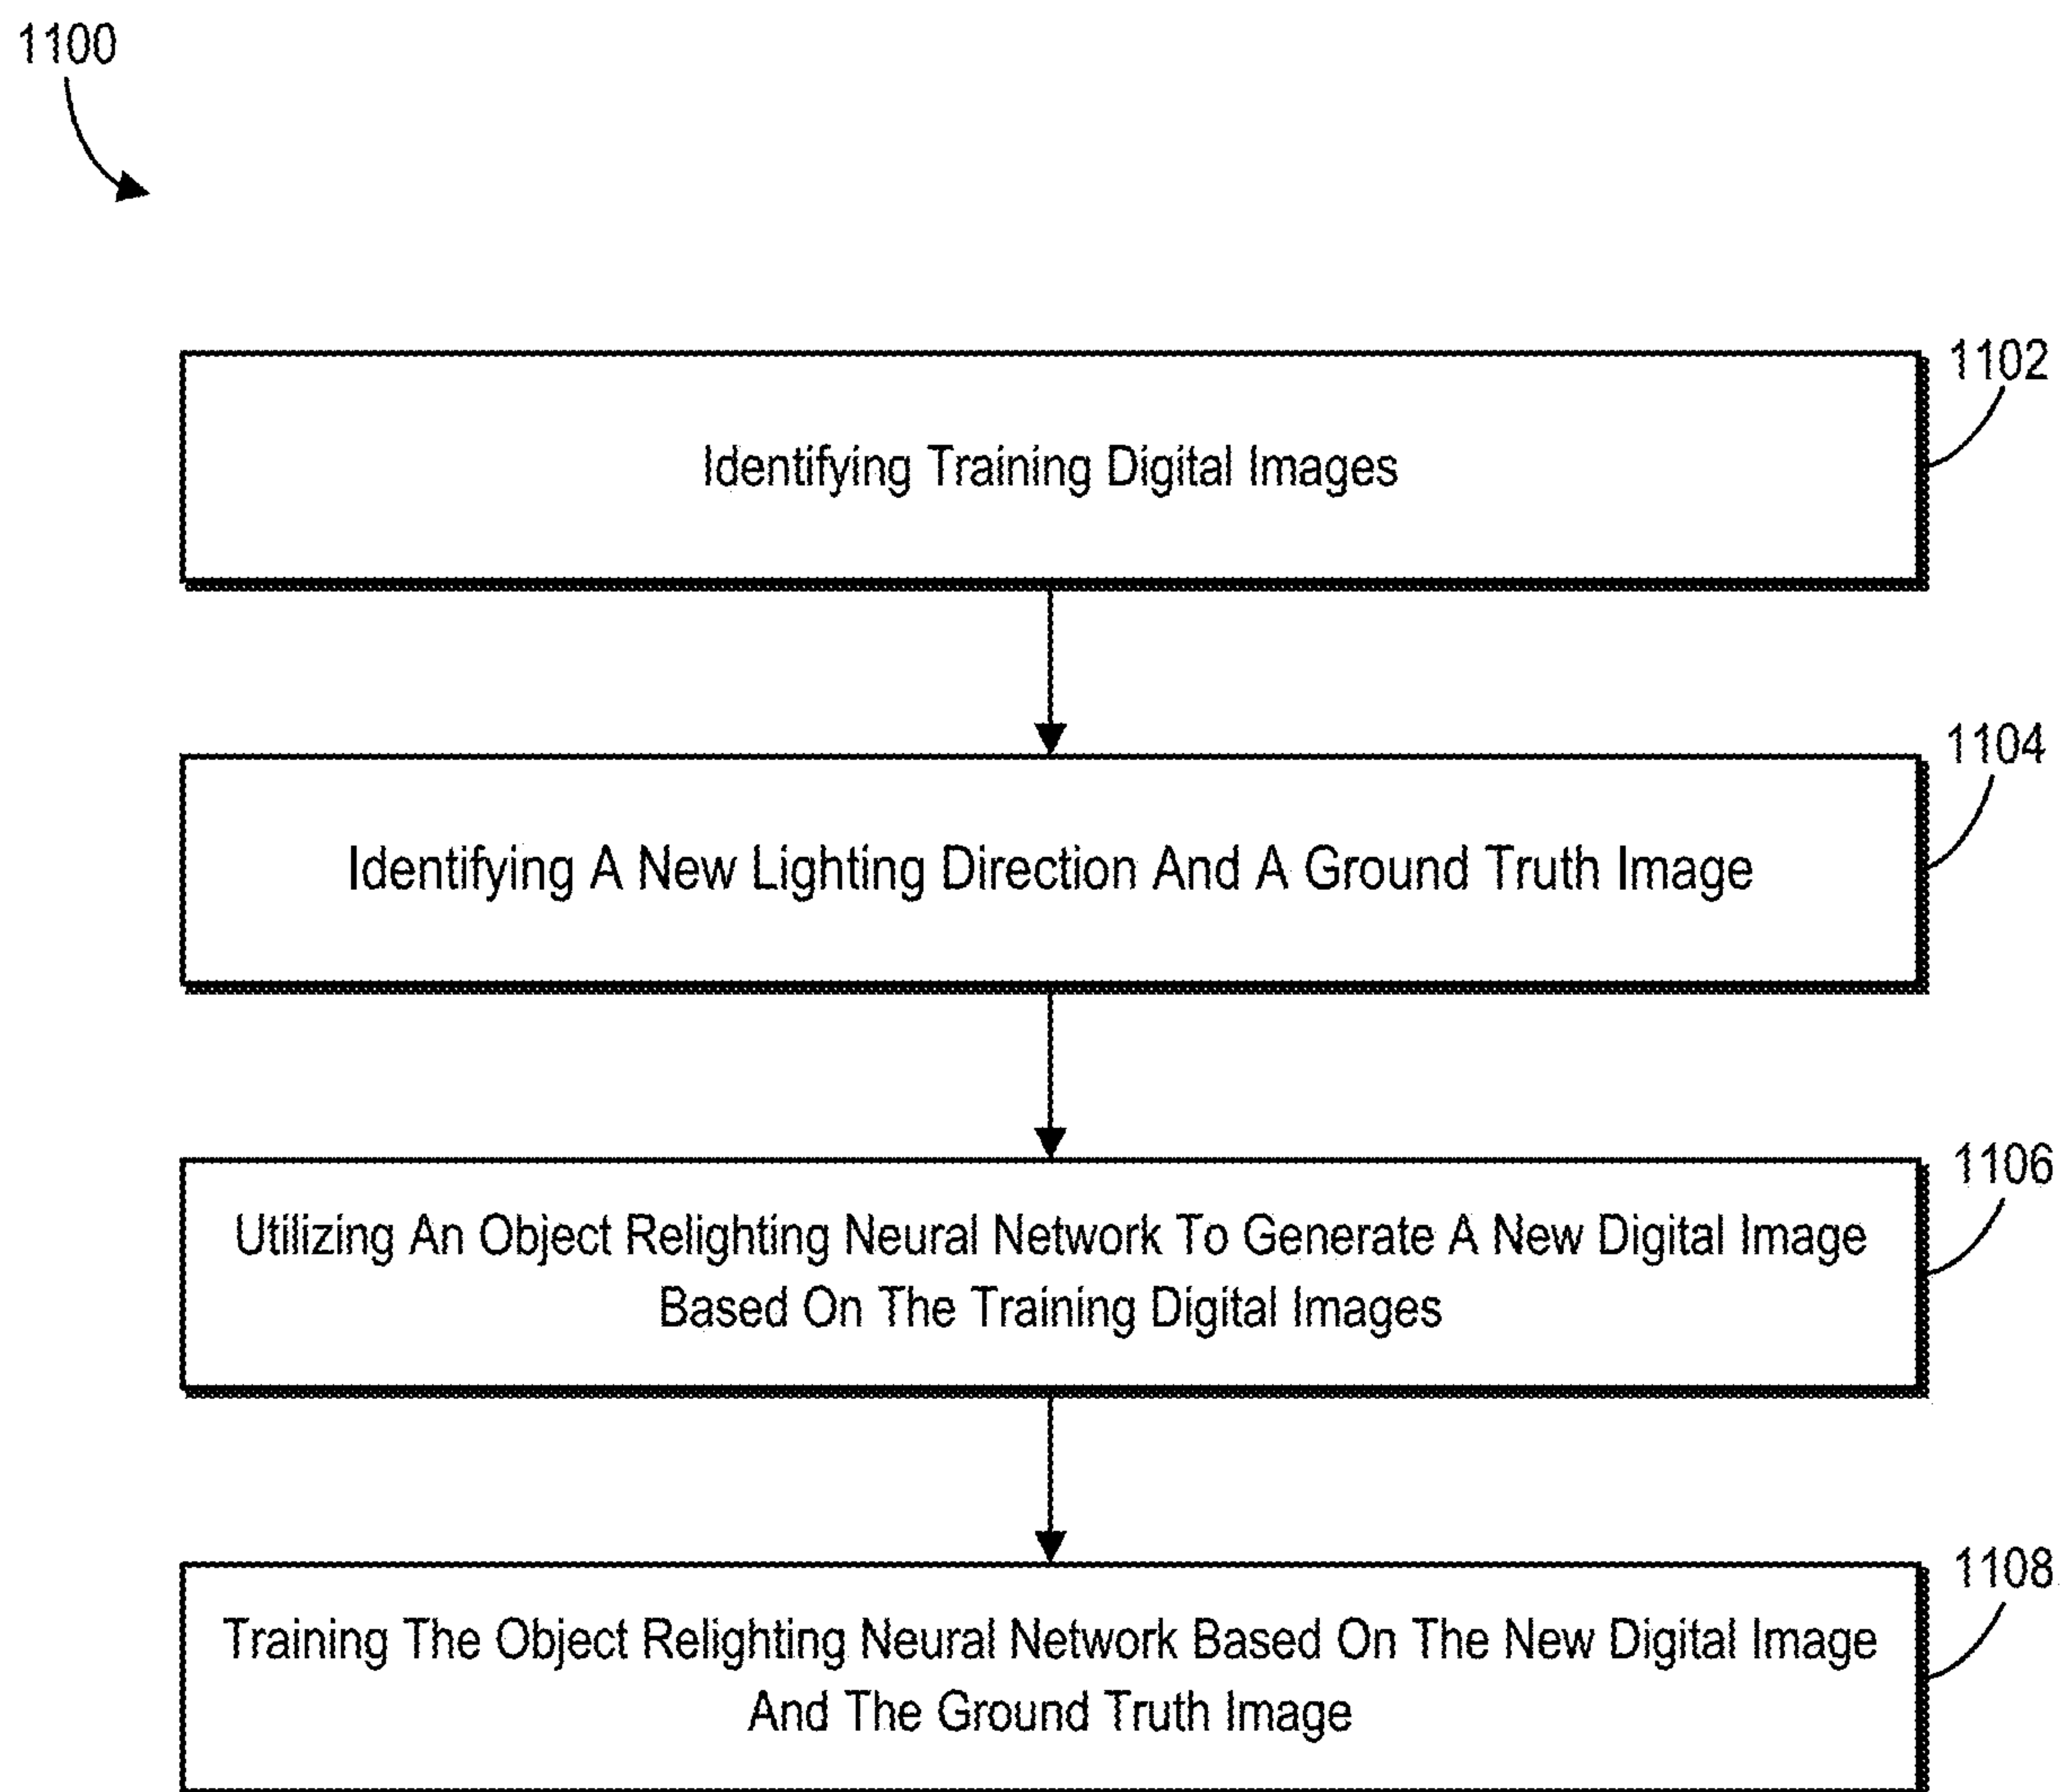 1100
1102
Identifying Training Digital Images
1104
Identifying A New Lighting Direction And A Ground Truth Image
1106
Utilizing An Object Relighting Neural Network To Generate A New Digital Image
Based On The Training Digital Images
1108
Training The Object Relighting Neural Network Based On The New Digital Image
And The Ground Truth Image